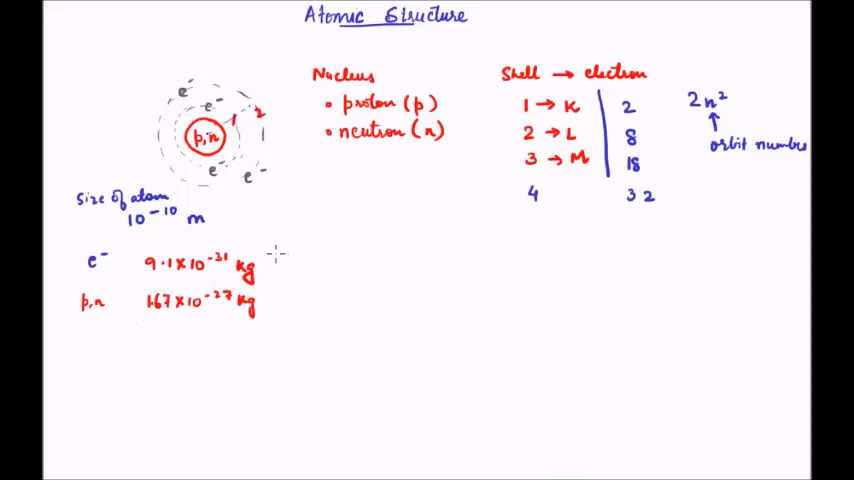 Atomic Structure
e⁻
e⁻
1
2
p,n
e⁻
e⁻
Size of atom
10⁻¹⁰ m
e⁻ 9.1×10⁻³¹ kg
p,n 1.67×10⁻²⁷ kg
Nucleus
• proton (p)
• neutron (n)
Shell → electron
1 → K 2
2 → L 8
3 → M 18
4 32
2n²
orbit numbe